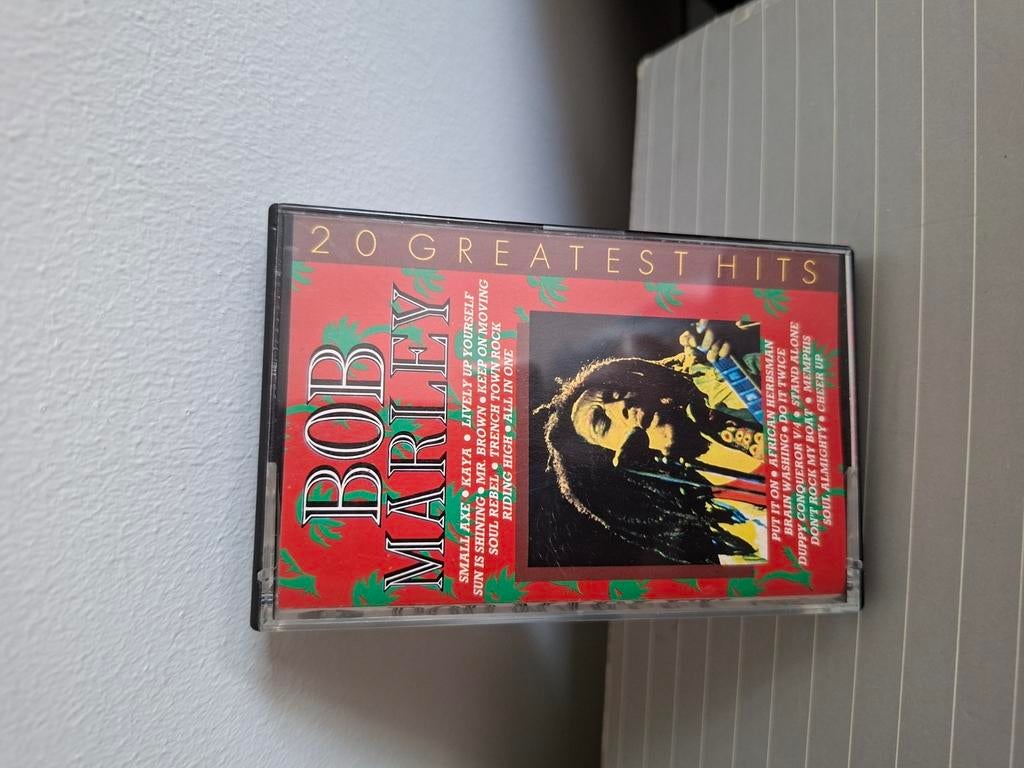 20 GREATEST HITS
BOB
MARLEY
SMALL AXE • KAYA • LIVELY UP YOURSELF
SUN IS SHINING • MR. BROWN • KEEP ON MOVING
SOUL REBEL • TRENCH TOWN ROCK
RIDING HIGH • ALL IN ONE
PUT IT ON • AFRICAN HERBSMAN
BRAIN WASHING • DO IT TWICE
DUPPY CONQUEROR V/4 • STAND ALONE
DON'T ROCK MY BOAT • MEMPHIS
SOUL ALMIGHTY • CHEER UP